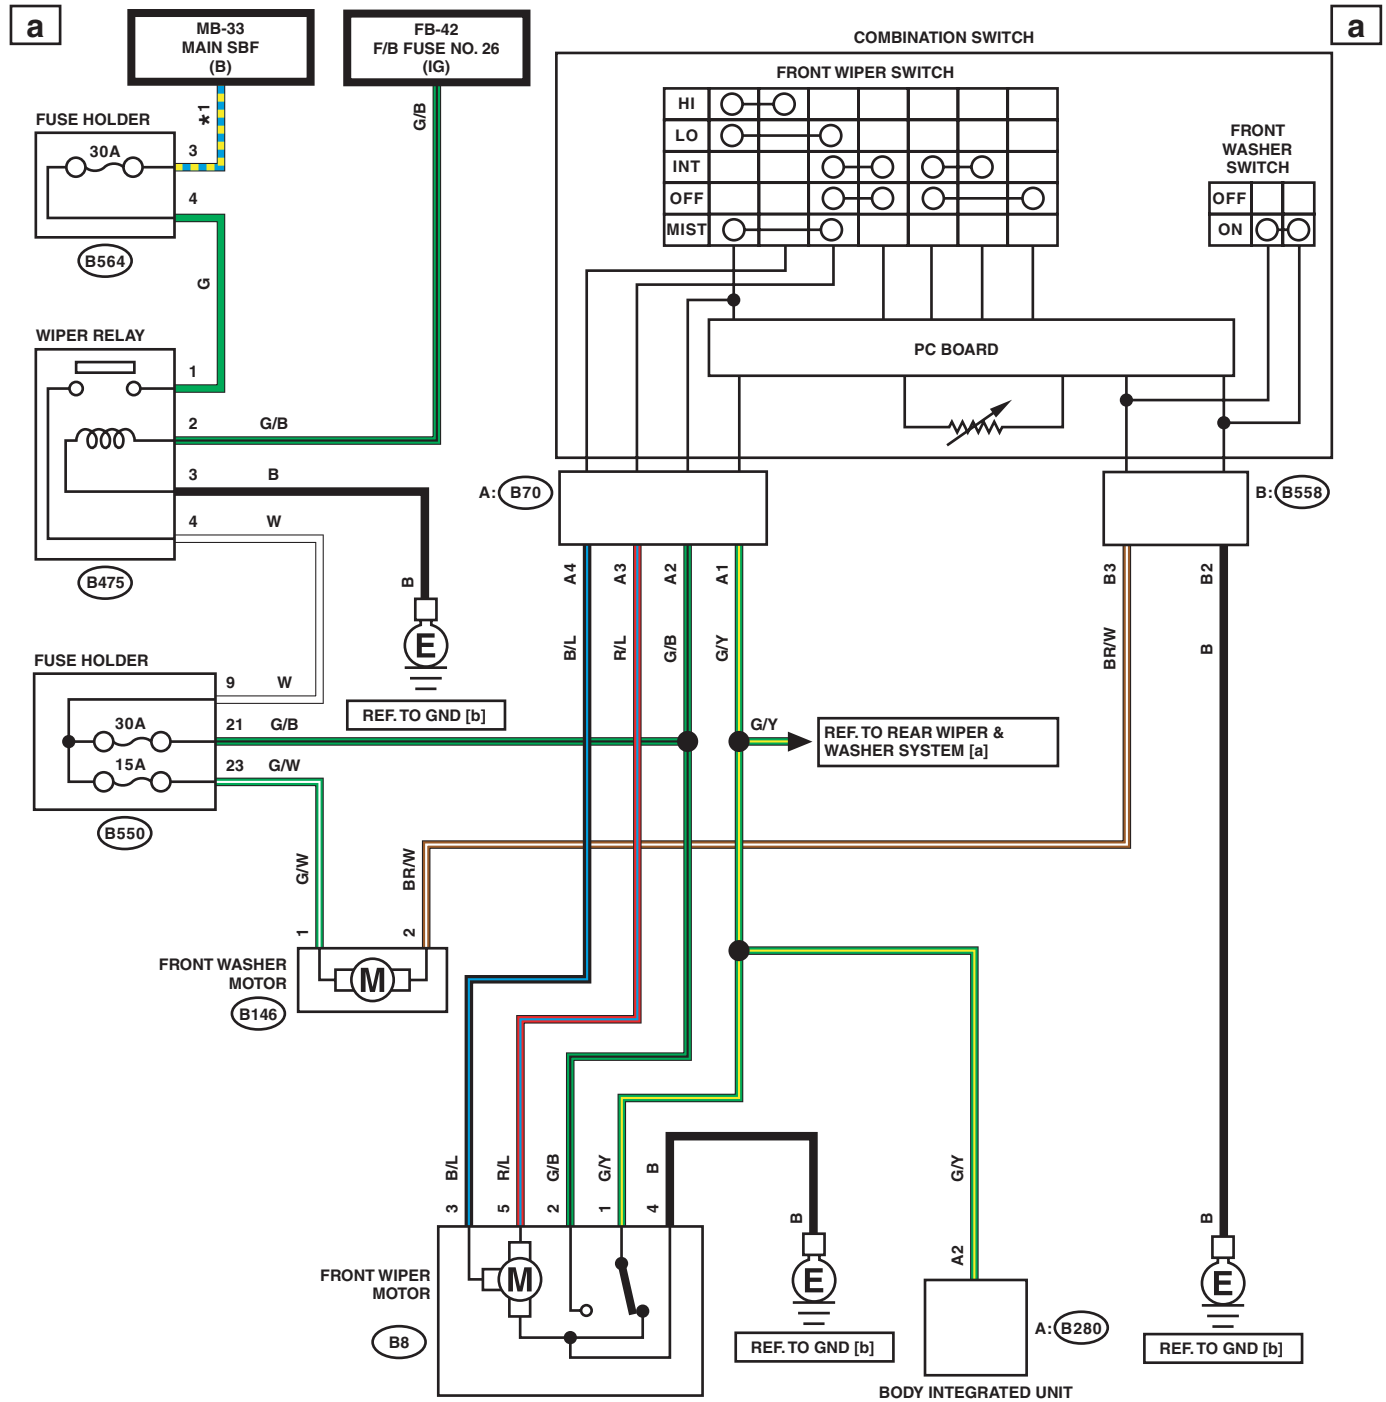 a
MB-33
MAIN SBF
(B)
FB-42
F/B FUSE NO. 26
(IG)
a
COMBINATION SWITCH
FRONT WIPER SWITCH
HI
LO
INT
OFF
MIST
FRONT
WASHER
SWITCH
OFF
ON
PC BOARD
*1
G/B
FUSE HOLDER
30A
3
4
B564
G
WIPER RELAY
1
2
G/B
3
B
4
W
B475
B
E
REF. TO GND [b]
A: B70
B: B558
A4
A3
A2
A1
B3
B2
B/L
R/L
G/B
G/Y
BR/W
B
FUSE HOLDER
9
W
30A
21
G/B
15A
23
G/W
B550
G/Y
REF. TO REAR WIPER &
WASHER SYSTEM [a]
G/W
BR/W
1
2
FRONT WASHER
MOTOR
M
B146
B/L
R/L
G/B
G/Y
B
3
5
2
1
4
FRONT WIPER
MOTOR
M
B8
B
E
REF. TO GND [b]
G/Y
A2
A: B280
BODY INTEGRATED UNIT
B
E
REF. TO GND [b]